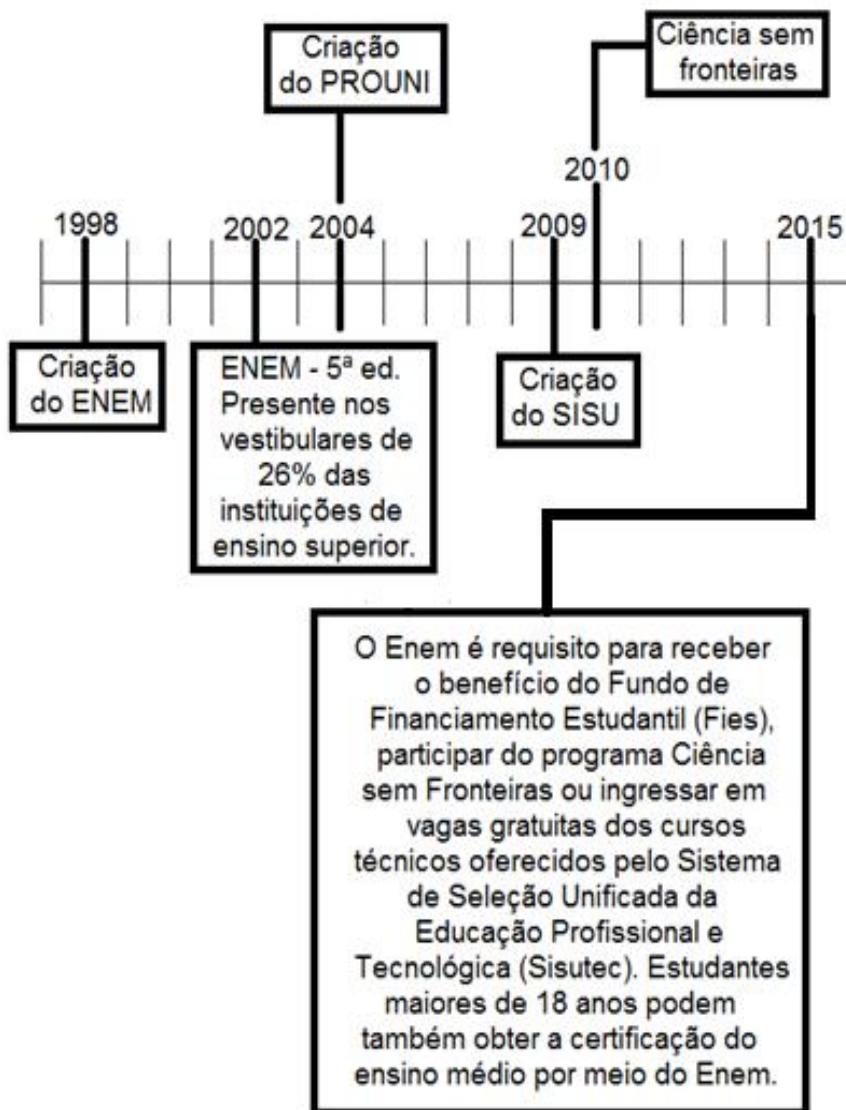 Criação
do PROUNI
Ciência sem
fronteiras
2010
1998
2002
2004
2009
2015
Criação
do ENEM
ENEM - 5ª ed.
Presente nos
vestibulares de
26% das
instituições de
ensino superior.
Criação
do SISU
O Enem é requisito para receber
o benefício do Fundo de
Financiamento Estudantil (Fies),
participar do programa Ciência
sem Fronteiras ou ingressar em
vagas gratuitas dos cursos
técnicos oferecidos pelo Sistema
de Seleção Unificada da
Educação Profissional e
Tecnológica (Sisutec). Estudantes
maiores de 18 anos podem
também obter a certificação do
ensino médio por meio do Enem.